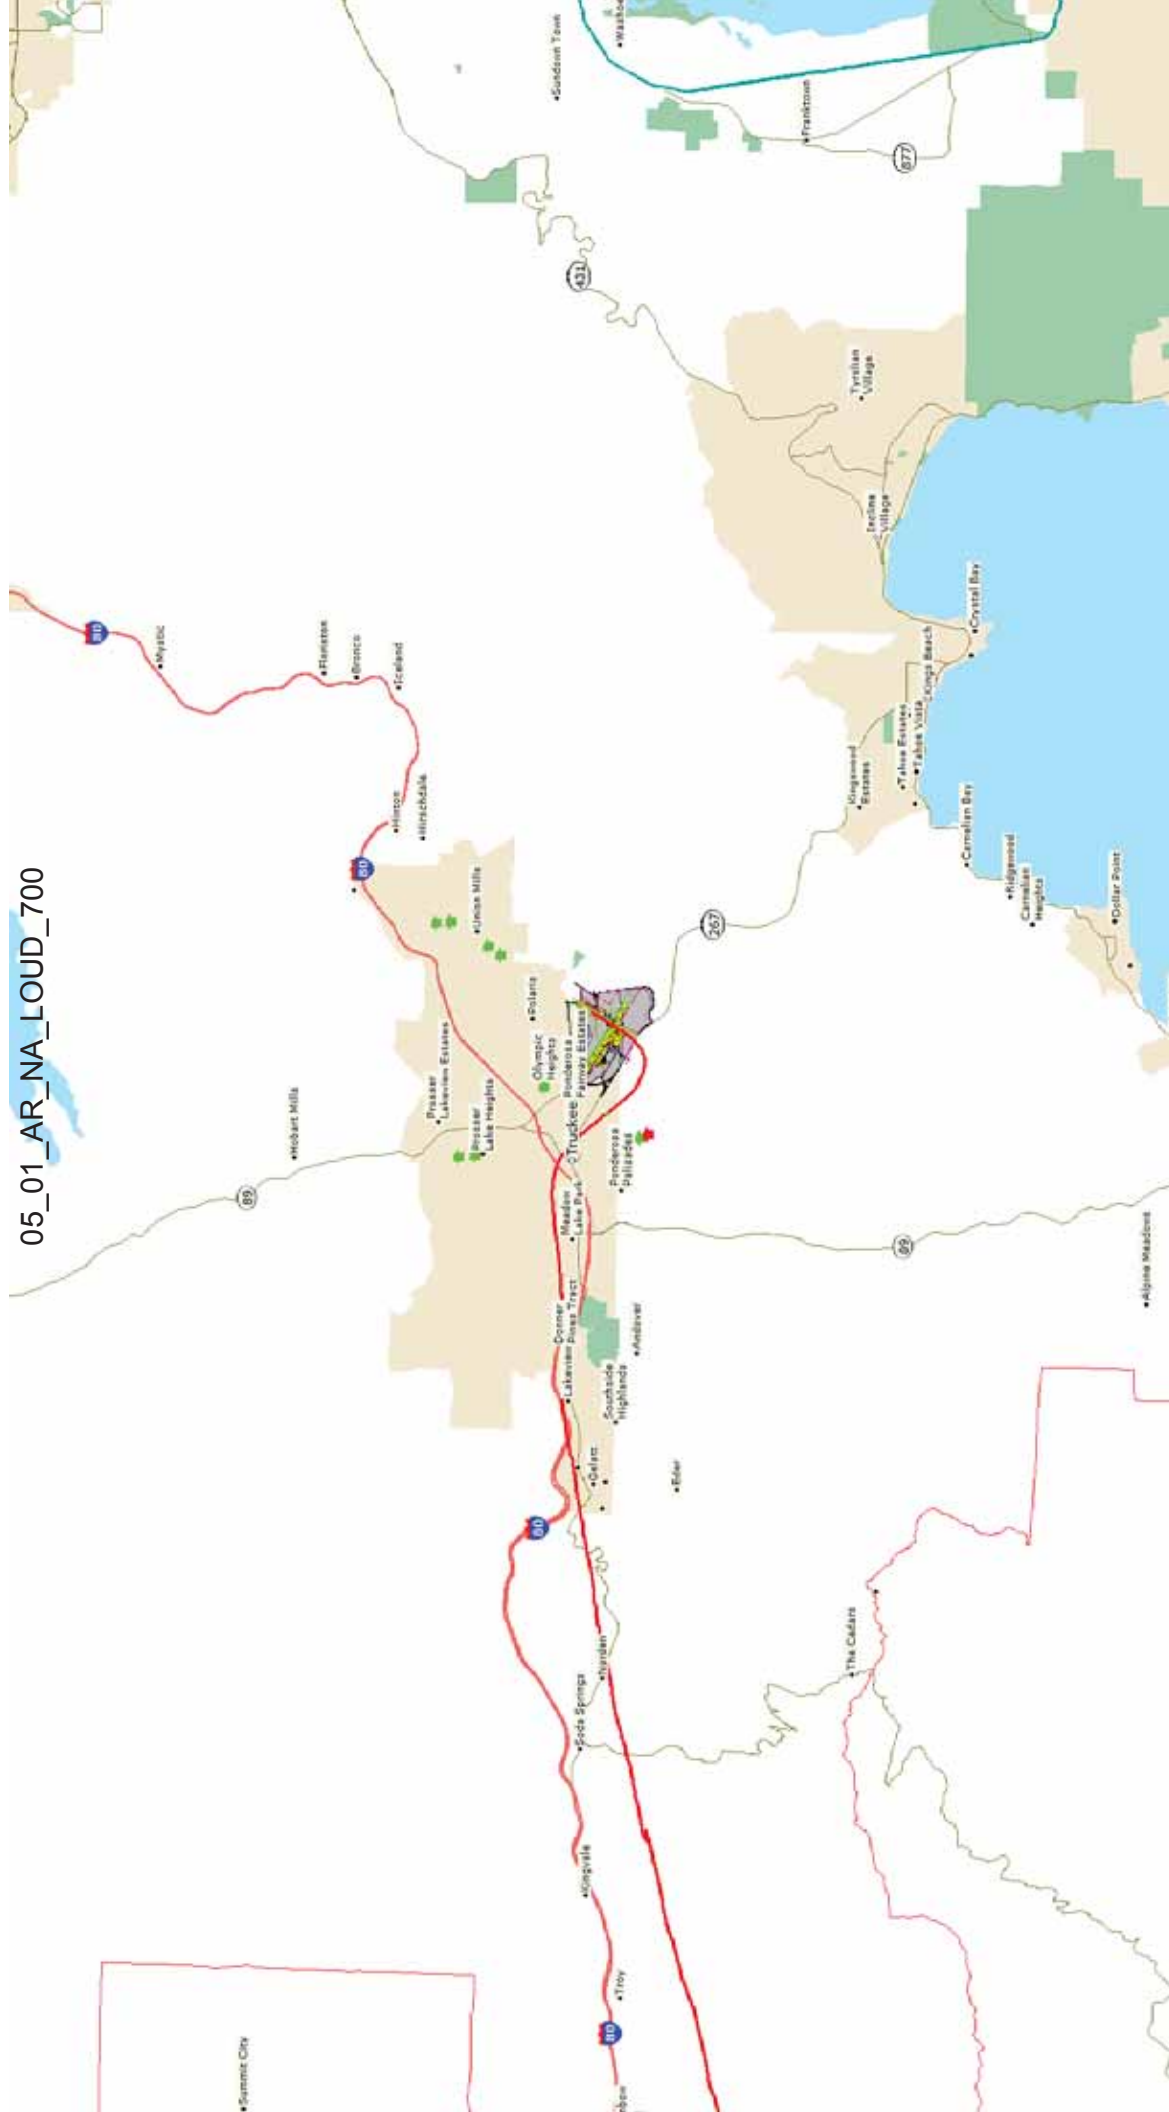 05_01_AR_NA_LOUD_700
80
Mystic
Summit City
89
Hobart Mills
Floriston
Bronco
80
Iceland
Hinton
Hirschdale
Prosser
Lakeview Estates
Prosser
Lake Heights
Union Mills
Sundown Town
80
Polaris
Olympic
Heights
431
Donner
Pines Tract
Lakeview
Meadow
Lake Park
Truckee
Ponderosa
Fairway Estates
Soda Springs
Kingvale
Gelatt
Norden
Troy
80
Southside
Highlands
Ponderosa
Palisades
Andover
Eder
267
Franktown
The Cedars
Kingswood
Estates
Tyrolian
Village
Incline
Village
89
877
Tahoe Estates
Tahoe Vista
Kings Beach
Carnelian Bay
Crystal Bay
Ridgewood
Carnelian
Heights
Dollar Point
Alpine Meadows